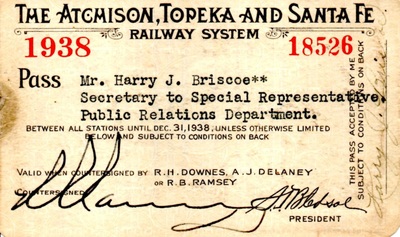 THE ATCHISON, TOPEKA AND SANTA FE
RAILWAY SYSTEM
1938
18526
Pass Mr. Harry J. Briscoe**
Secretary to Special Representative,
Public Relations Department.
BETWEEN ALL STATIONS UNTIL DEC. 31, 1938, UNLESS OTHERWISE LIMITED
BELOW AND SUBJECT TO CONDITIONS ON BACK
VALID WHEN COUNTERSIGNED BY R. H. DOWNES, A. J. DELANEY
OR R. B. RAMSEY
COUNTERSIGNED
PRESIDENT
THIS PASS ACCEPTED BY ME
SUBJECT TO CONDITIONS ON BACK